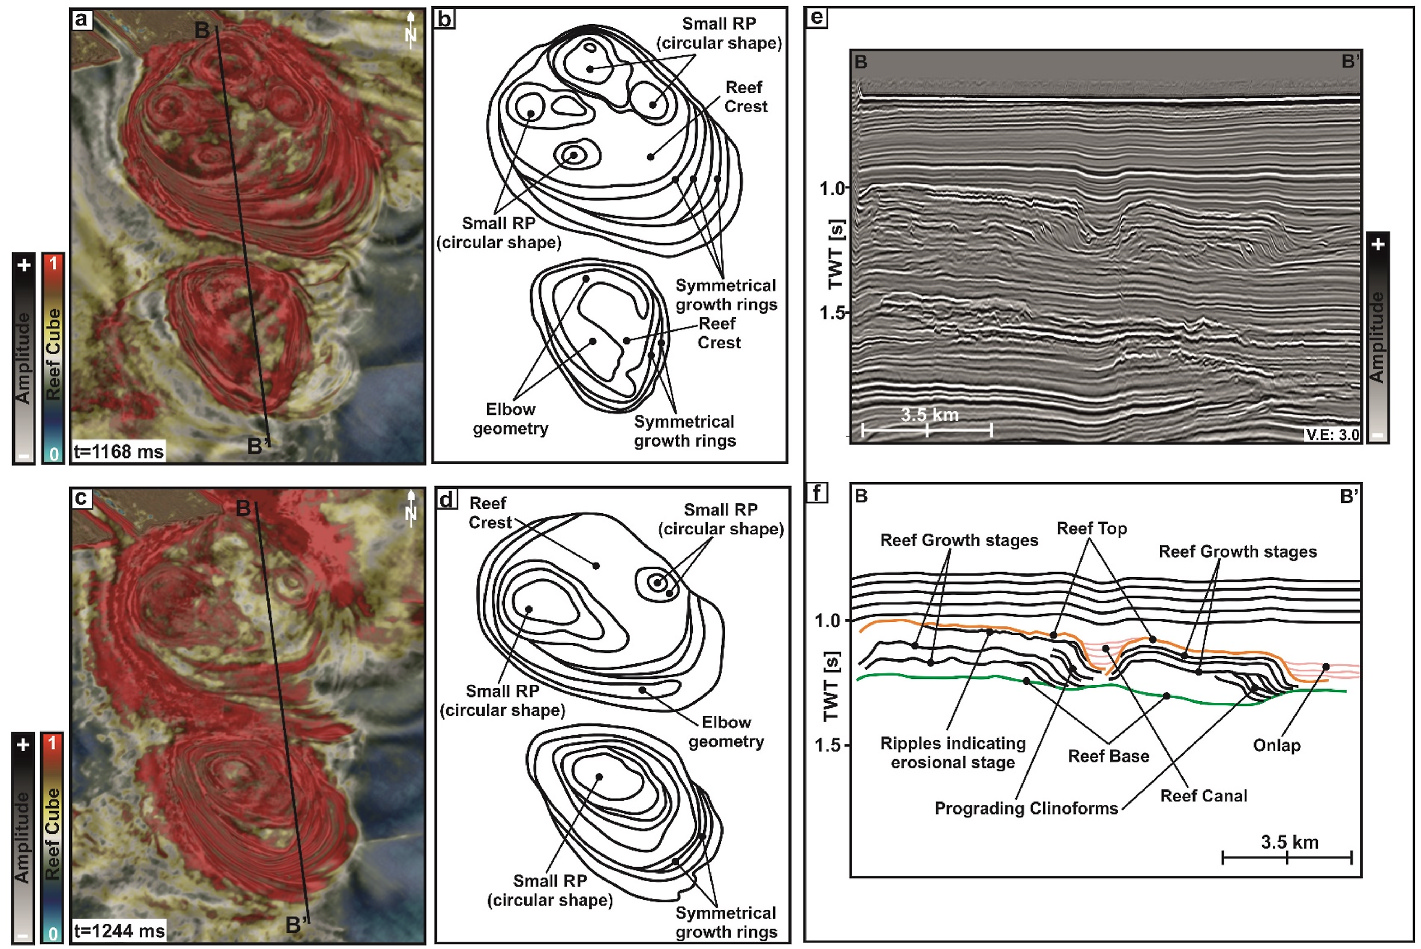 a
B
N
B'
t=1168 ms
+
Amplitude
−
1
Reef Cube
0
b
Small RP
(circular shape)
Reef
Crest
Small RP
(circular shape)
Symmetrical
growth rings
Reef
Crest
Elbow
geometry
Symmetrical
growth rings
c
B
N
B'
t=1244 ms
+
Amplitude
−
1
Reef Cube
0
d
Reef
Crest
Small RP
(circular shape)
Small RP
(circular shape)
Elbow
geometry
Small RP
(circular shape)
Symmetrical
growth rings
e
B
B'
1.0
TWT [s]
1.5
3.5 km
V.E: 3.0
+
Amplitude
−
f
B
B'
Reef Growth stages
Reef Top
Reef Growth stages
1.0
TWT [s]
1.5
Ripples indicating
erosional stage
Reef Base
Onlap
Prograding Clinoforms
Reef Canal
3.5 km